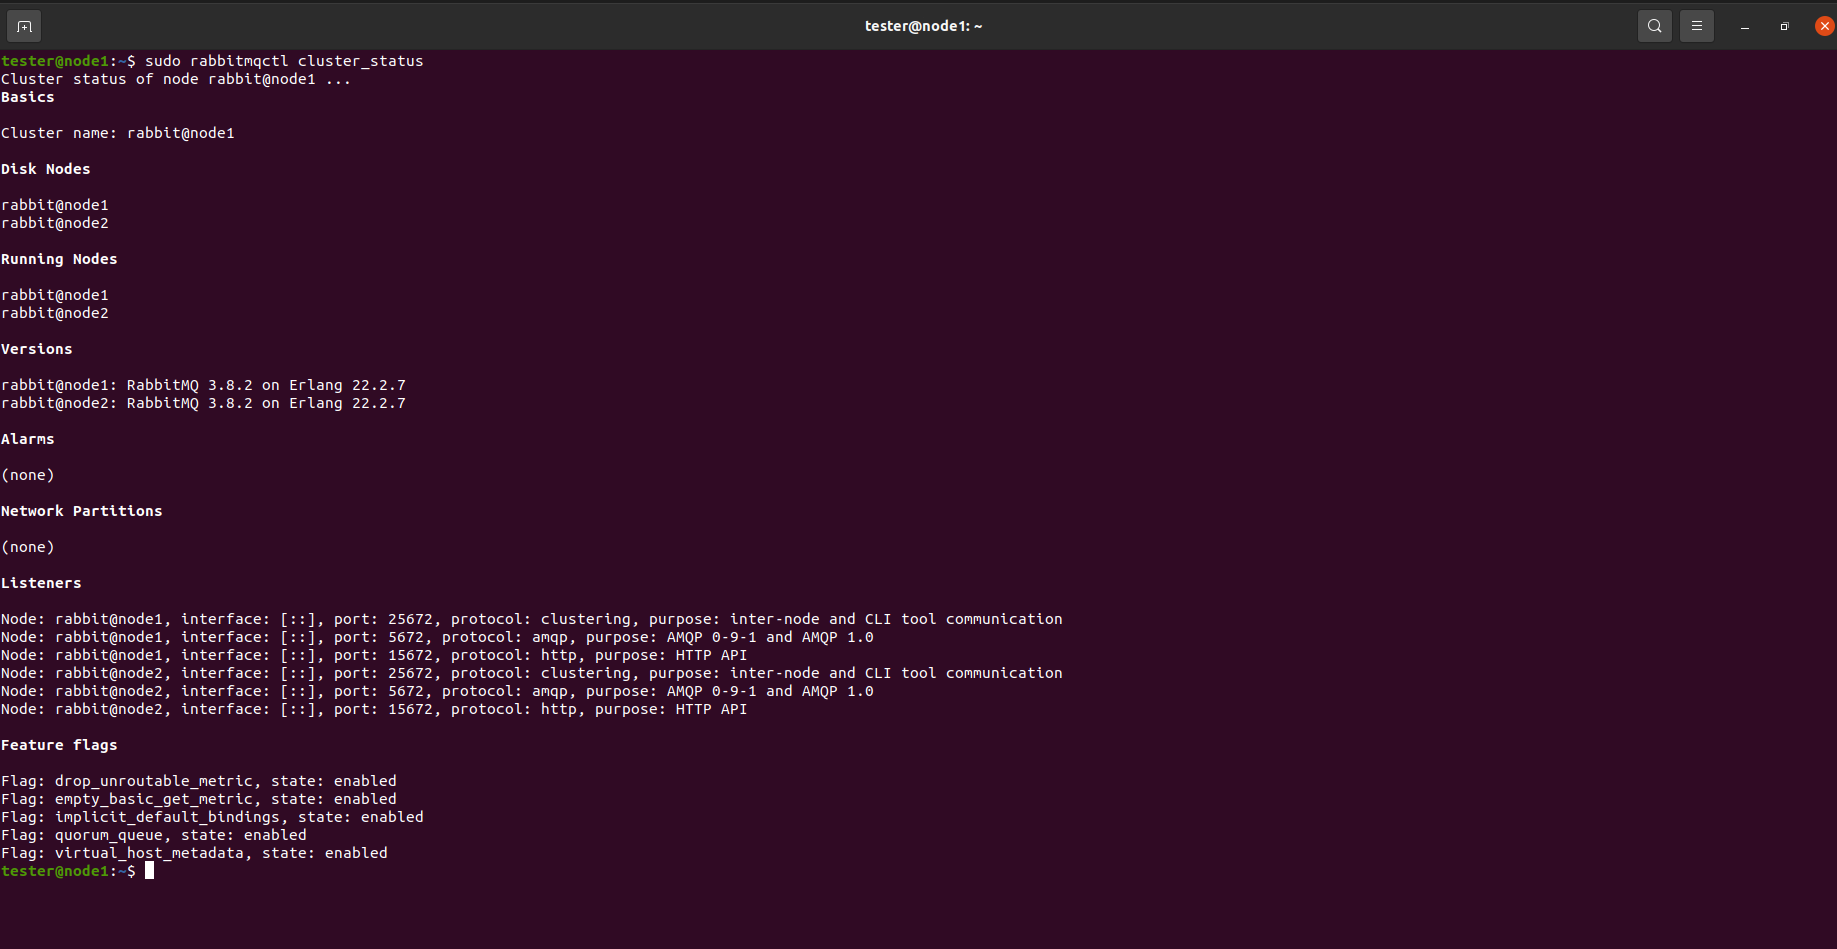 tester@node1: ~
tester@node1:~$ sudo rabbitmqctl cluster_status
Cluster status of node rabbit@node1 ...
Basics
Cluster name: rabbit@node1
Disk Nodes
rabbit@node1
rabbit@node2
Running Nodes
rabbit@node1
rabbit@node2
Versions
rabbit@node1: RabbitMQ 3.8.2 on Erlang 22.2.7
rabbit@node2: RabbitMQ 3.8.2 on Erlang 22.2.7
Alarms
(none)
Network Partitions
(none)
Listeners
Node: rabbit@node1, interface: [::], port: 25672, protocol: clustering, purpose: inter-node and CLI tool communication
Node: rabbit@node1, interface: [::], port: 5672, protocol: amqp, purpose: AMQP 0-9-1 and AMQP 1.0
Node: rabbit@node1, interface: [::], port: 15672, protocol: http, purpose: HTTP API
Node: rabbit@node2, interface: [::], port: 25672, protocol: clustering, purpose: inter-node and CLI tool communication
Node: rabbit@node2, interface: [::], port: 5672, protocol: amqp, purpose: AMQP 0-9-1 and AMQP 1.0
Node: rabbit@node2, interface: [::], port: 15672, protocol: http, purpose: HTTP API
Feature flags
Flag: drop_unroutable_metric, state: enabled
Flag: empty_basic_get_metric, state: enabled
Flag: implicit_default_bindings, state: enabled
Flag: quorum_queue, state: enabled
Flag: virtual_host_metadata, state: enabled
tester@node1:~$